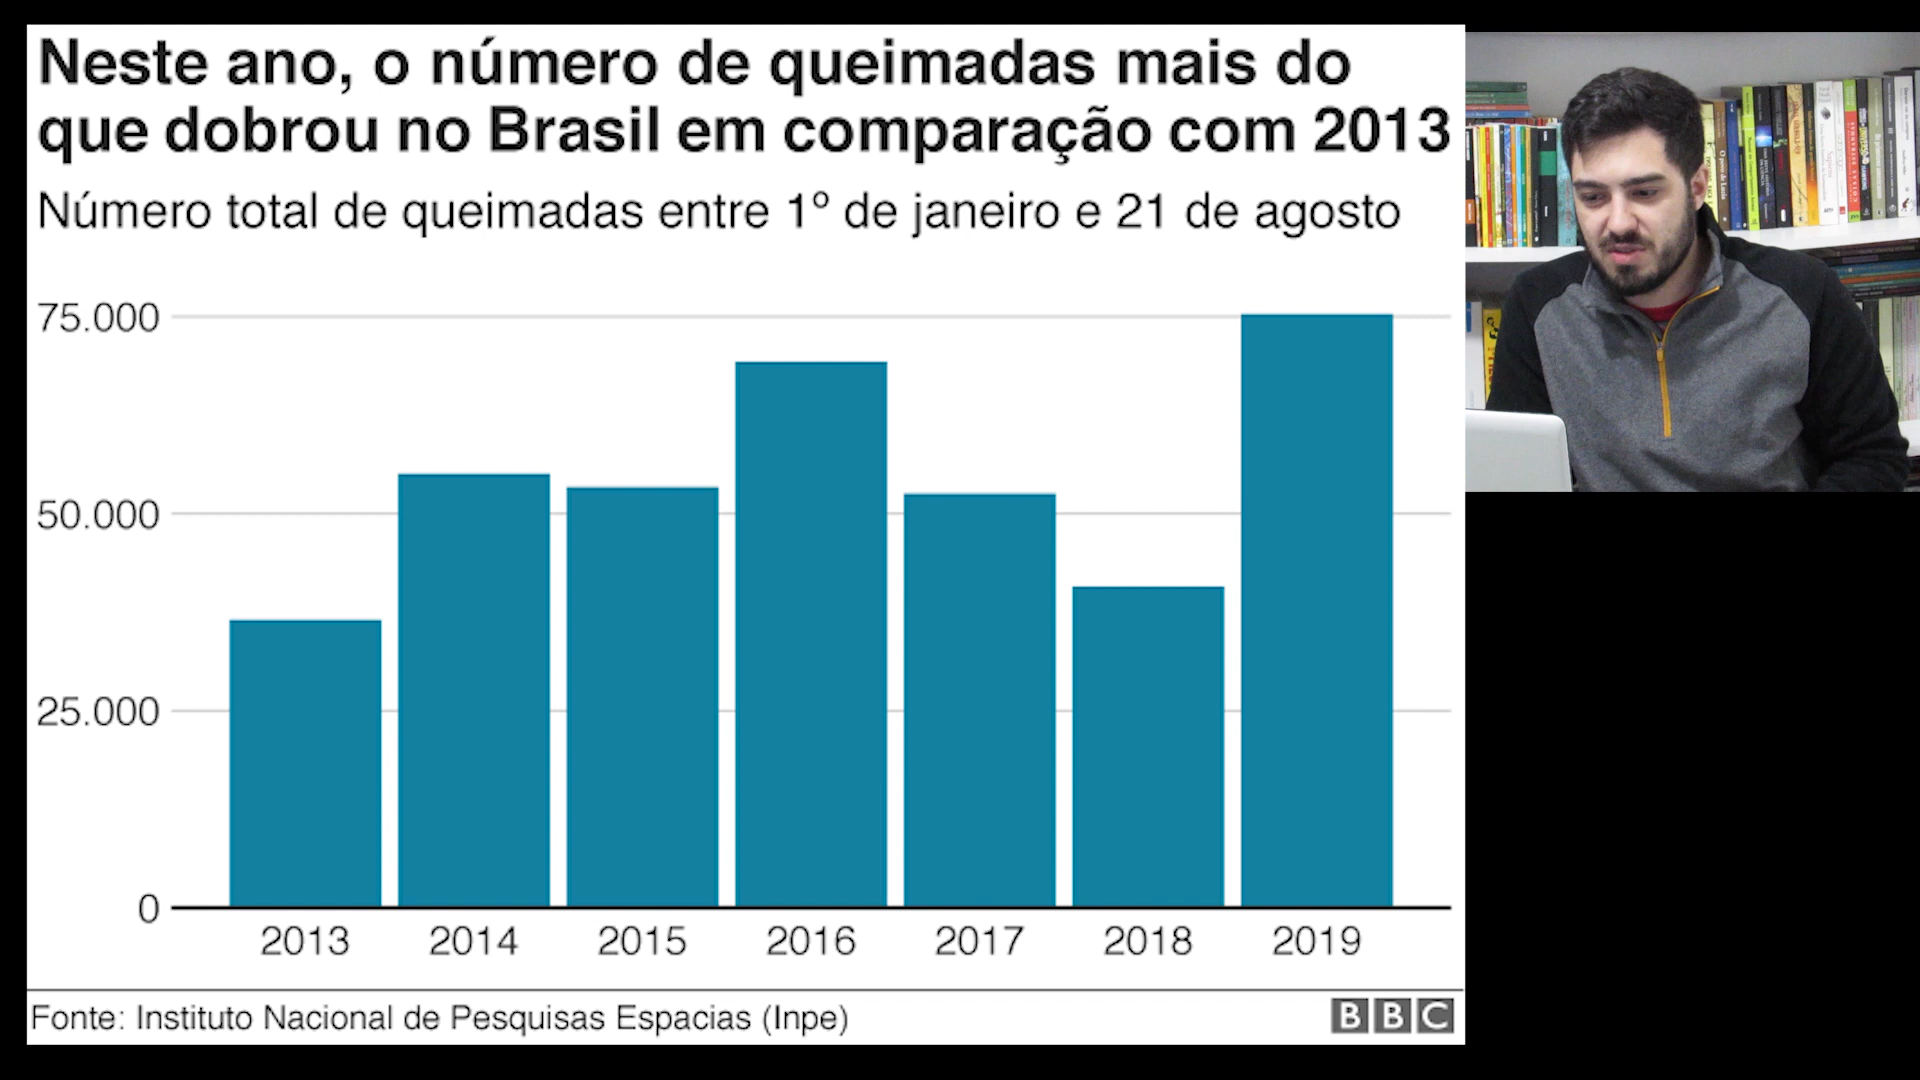 Neste ano, o número de queimadas mais do
que dobrou no Brasil em comparação com 2013
Número total de queimadas entre 1º de janeiro e 21 de agosto
75.000
50.000
25.000
0
2013 2014 2015 2016 2017 2018 2019
Fonte: Instituto Nacional de Pesquisas Espacias (Inpe)
BBC